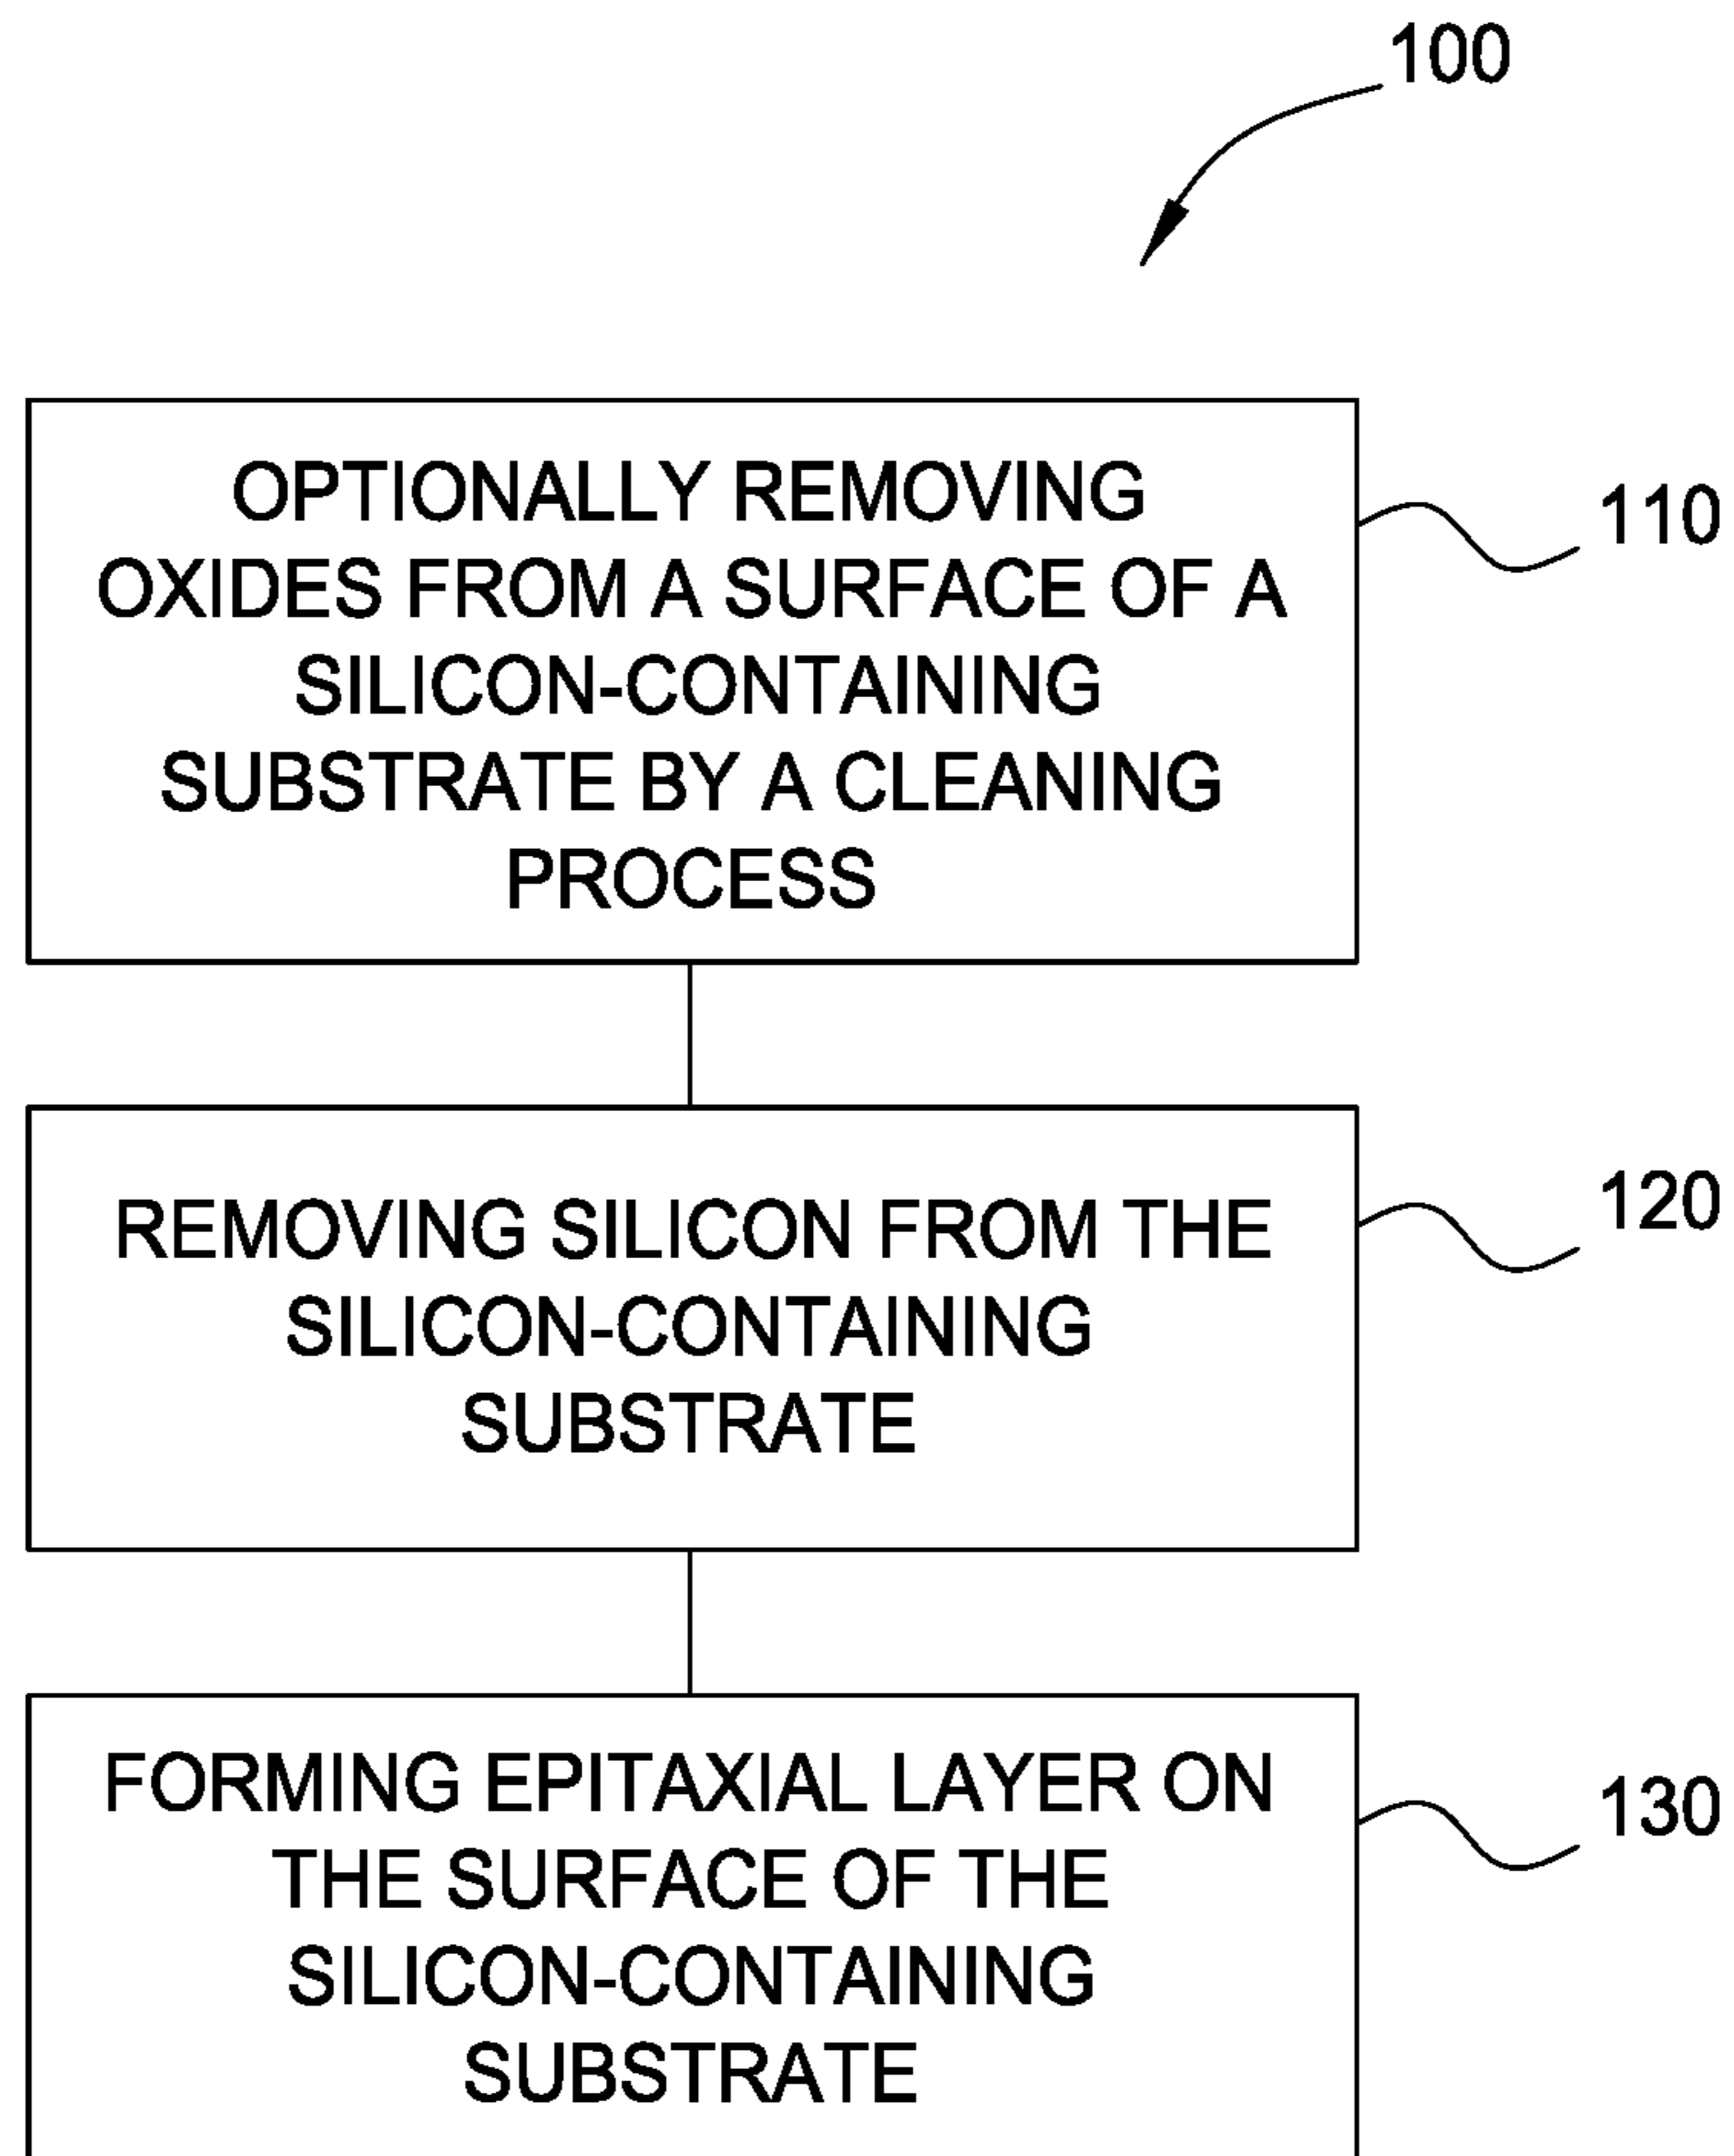 100
OPTIONALLY REMOVING
OXIDES FROM A SURFACE OF A
SILICON-CONTAINING
SUBSTRATE BY A CLEANING
PROCESS
110
REMOVING SILICON FROM THE
SILICON-CONTAINING
SUBSTRATE
120
FORMING EPITAXIAL LAYER ON
THE SURFACE OF THE
SILICON-CONTAINING
SUBSTRATE
130